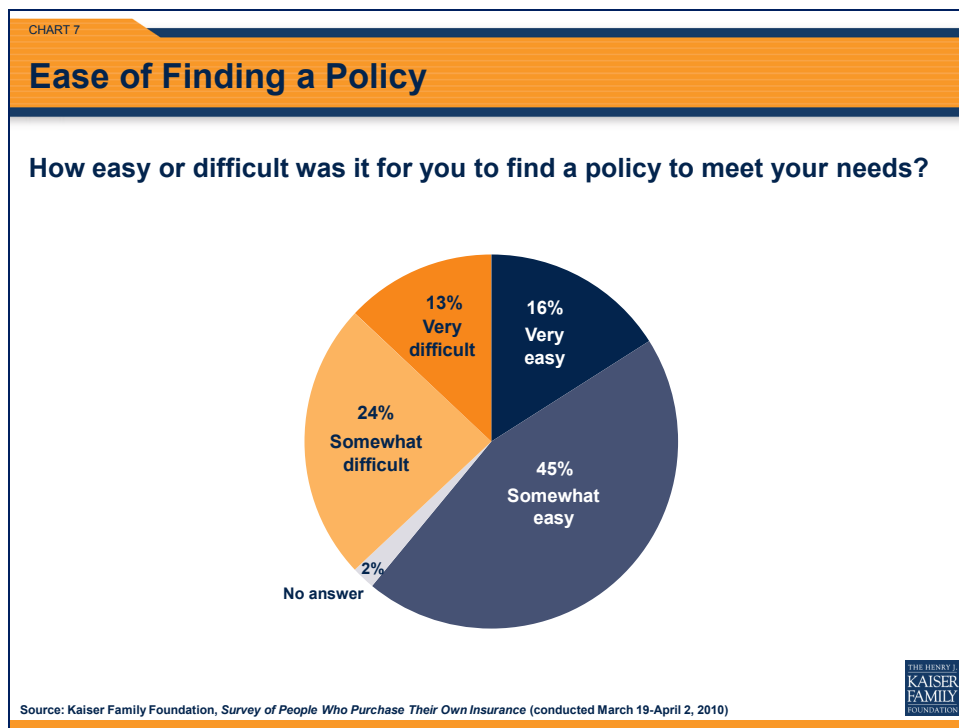 CHART 7
Ease of Finding a Policy
How easy or difficult was it for you to find a policy to meet your needs?
13%
Very
difficult
16%
Very
easy
24%
Somewhat
difficult
45%
Somewhat
easy
2%
No answer
THE HENRY J.
KAISER
FAMILY
FOUNDATION
Source: Kaiser Family Foundation, Survey of People Who Purchase Their Own Insurance (conducted March 19-April 2, 2010)